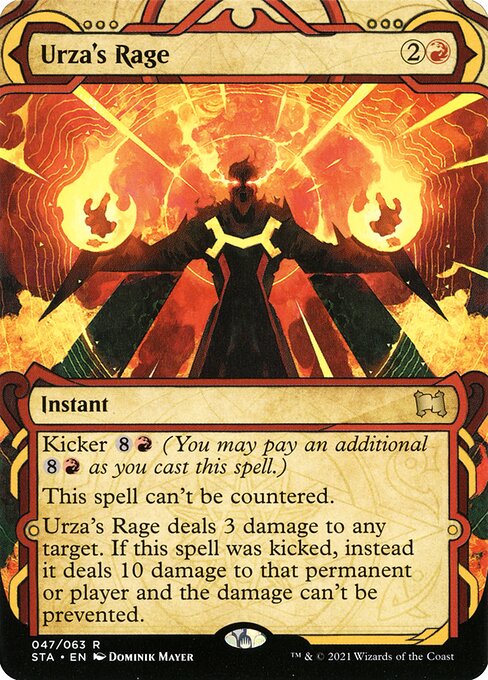 Urza's Rage 2
Instant
Kicker 8 (You may pay an additional
8 as you cast this spell.)
This spell can't be countered.
Urza's Rage deals 3 damage to any
target. If this spell was kicked, instead
it deals 10 damage to that permanent
or player and the damage can't be
prevented.
047/063 R
STA • EN Dominik Mayer
™ & © 2021 Wizards of the Coast